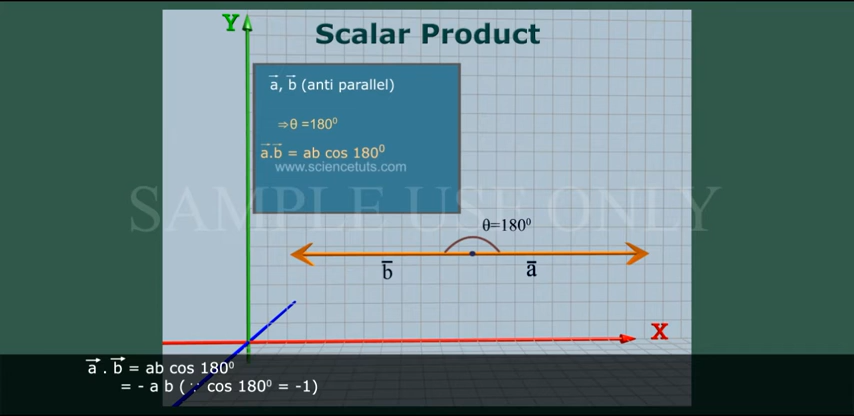 Y
Scalar Product
a⃗, b⃗ (anti parallel)
⇒θ =180⁰
a⃗.b⃗ = ab cos 180⁰
www.sciencetuts.com
SAMPLE USE ONLY
θ=180⁰
b̅
a̅
X
a⃗ . b⃗ = ab cos 180⁰
= - a b ( ∵ cos 180⁰ = -1)